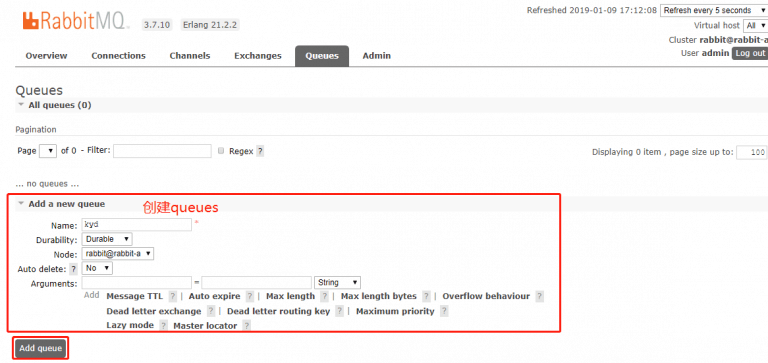 RabbitMQ 3.7.10 Erlang 21.2.2
Refreshed 2019-01-09 17:12:08 Refresh every 5 seconds
Virtual host All
Cluster rabbit@rabbit-a
User admin Log out
Overview Connections Channels Exchanges Queues Admin
Queues
All queues (0)
Pagination
Page of 0 - Filter: Regex ?
Displaying 0 item , page size up to: 100
... no queues ...
Add a new queue 创建queues
Name: kyd *
Durability: Durable
Node: rabbit@rabbit-a
Auto delete: ? No
Arguments: = String
Add Message TTL ? | Auto expire ? | Max length ? | Max length bytes ? | Overflow behaviour ?
Dead letter exchange ? | Dead letter routing key ? | Maximum priority ?
Lazy mode ? Master locator ?
Add queue